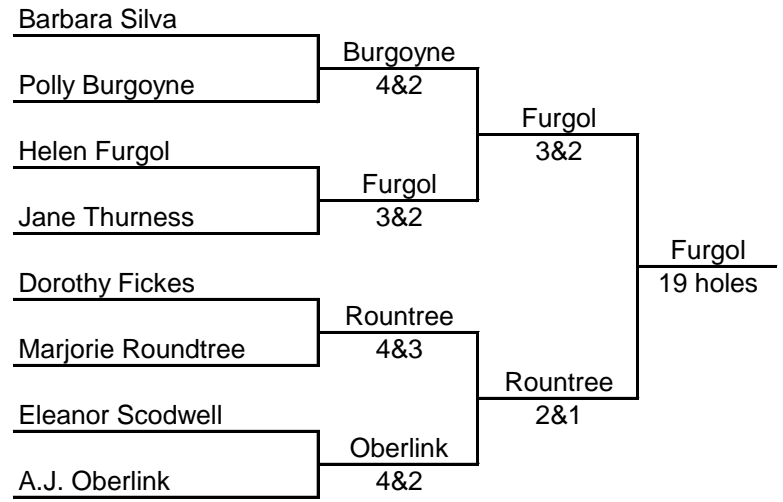 Barbara Silva
Burgoyne
Polly Burgoyne
4&2
Furgol
Helen Furgol
3&2
Furgol
Jane Thurness
3&2
Furgol
Dorothy Fickes
19 holes
Rountree
Marjorie Roundtree
4&3
Rountree
Eleanor Scodwell
2&1
Oberlink
A.J. Oberlink
4&2